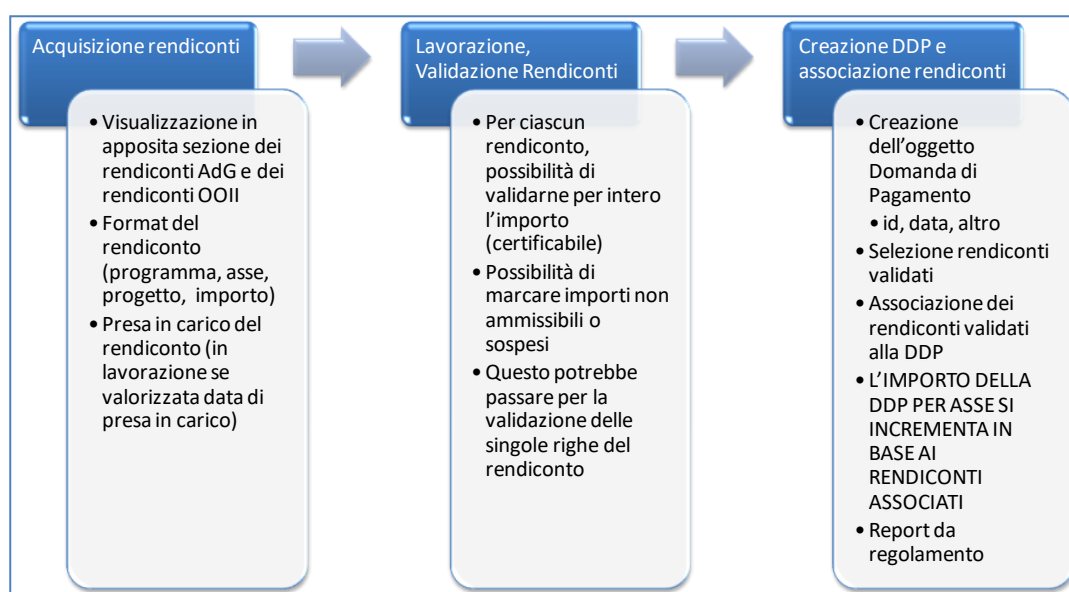 Acquisizione rendiconti
• Visualizzazione in
apposita sezione dei
rendiconti AdG e dei
rendiconti OOII
• Format del
rendiconto
(programma, asse,
progetto, importo)
• Presa in carico del
rendiconto (in
lavorazione se
valorizzata data di
presa in carico)
Lavorazione,
Validazione Rendiconti
• Per ciascun
rendiconto,
possibilità di
validarne per intero
l’importo
(certificabile)
• Possibilità di
marcare importi non
ammissibili o
sospesi
• Questo potrebbe
passare per la
validazione delle
singole righe del
rendiconto
Creazione DDP e
associazione rendiconti
• Creazione
dell’oggetto
Domanda di
Pagamento
• id, data, altro
• Selezione rendiconti
validati
• Associazione dei
rendiconti validati
alla DDP
• L’IMPORTO DELLA
DDP PER ASSE SI
INCREMENTA IN
BASE AI
RENDICONTI
ASSOCIATI
• Report da
regolamento